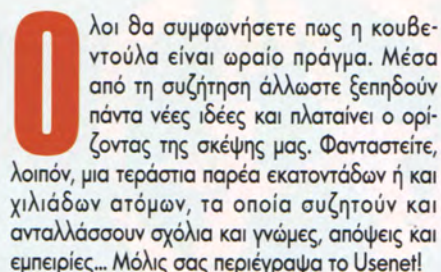 Ολοι θα συμφωνήσετε πως η κουβε-
ντούλα είναι ωραίο πράγμα. Μέσα
από τη συζήτηση άλλωστε ξεπηδούν
πάντα νέες ιδέες και πλαταίνει ο ορί-
ζοντας της σκέψης μας. Φανταστείτε,
λοιπόν, μια τεράστια παρέα εκατοντάδων ή και
χιλιάδων ατόμων, τα οποία συζητούν και
ανταλλάσσουν σχόλια και γνώμες, απόψεις και
εμπειρίες... Μόλις σας περιέγραψα το Usenet!